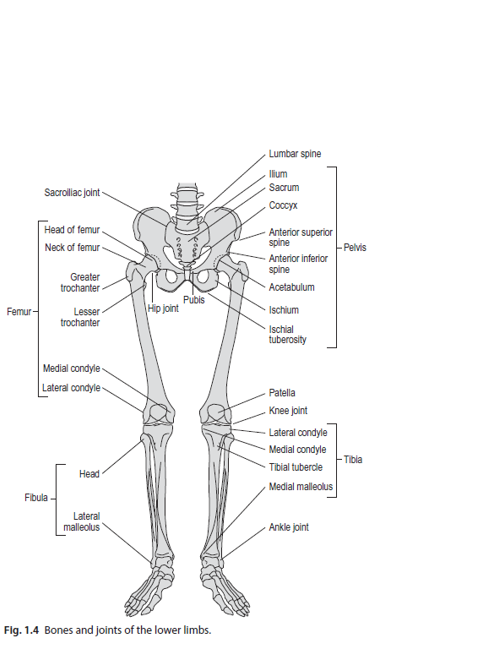 Lumbar spine
Ilium
Sacrum
Coccyx
Anterior superior
spine
Anterior inferior
spine
Acetabulum
Ischium
Ischial
tuberosity
Pelvis
Sacroiliac joint
Head of femur
Neck of femur
Greater
trochanter
Lesser
trochanter
Femur
Hip joint
Pubis
Medial condyle
Lateral condyle
Patella
Knee joint
Lateral condyle
Medial condyle
Tibial tubercle
Medial malleolus
Tibia
Head
Fibula
Lateral
malleolus
Ankle joint
Fig. 1.4 Bones and joints of the lower limbs.